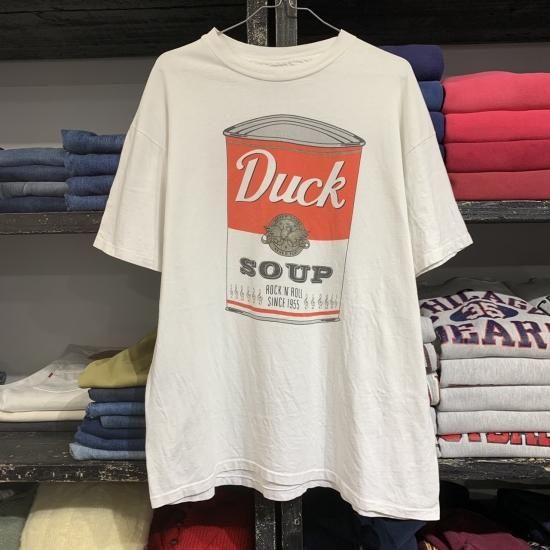 Duck
SOUP
ROCK 'N' ROLL
SINCE 1955
CHICAGO
BEARS